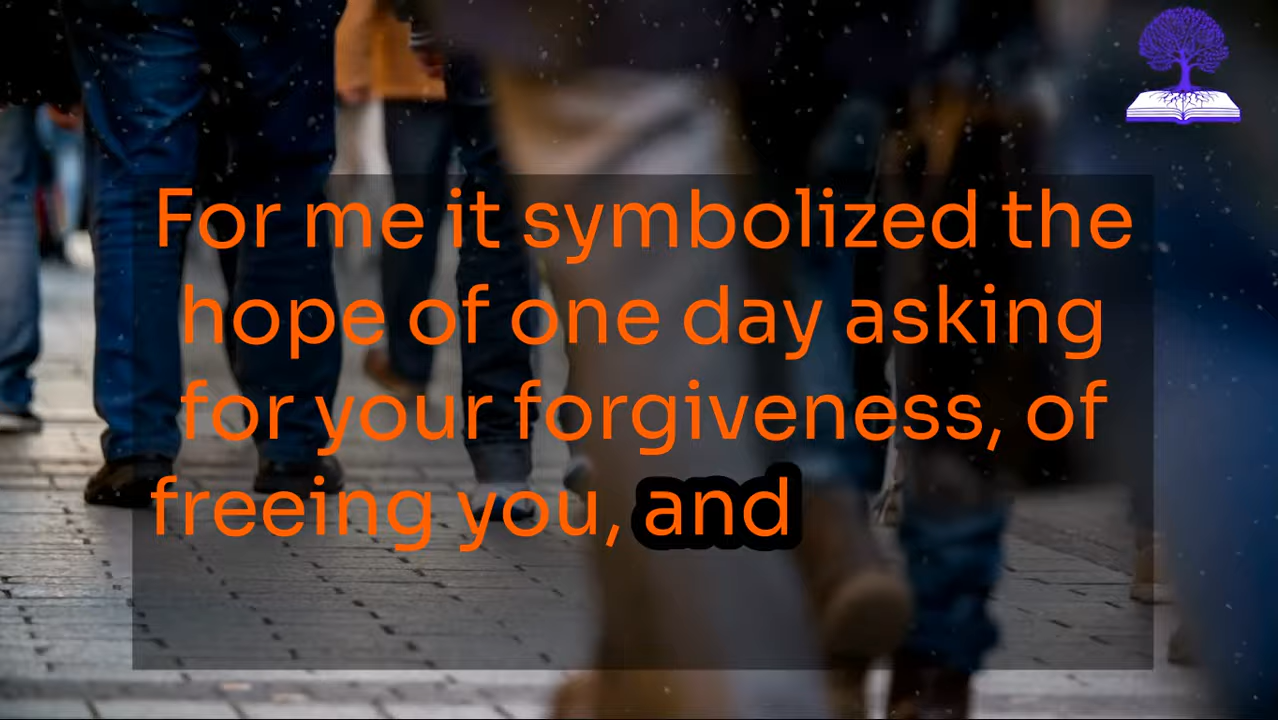 For me it symbolized the
hope of one day asking
for your forgiveness, of
freeing you, and